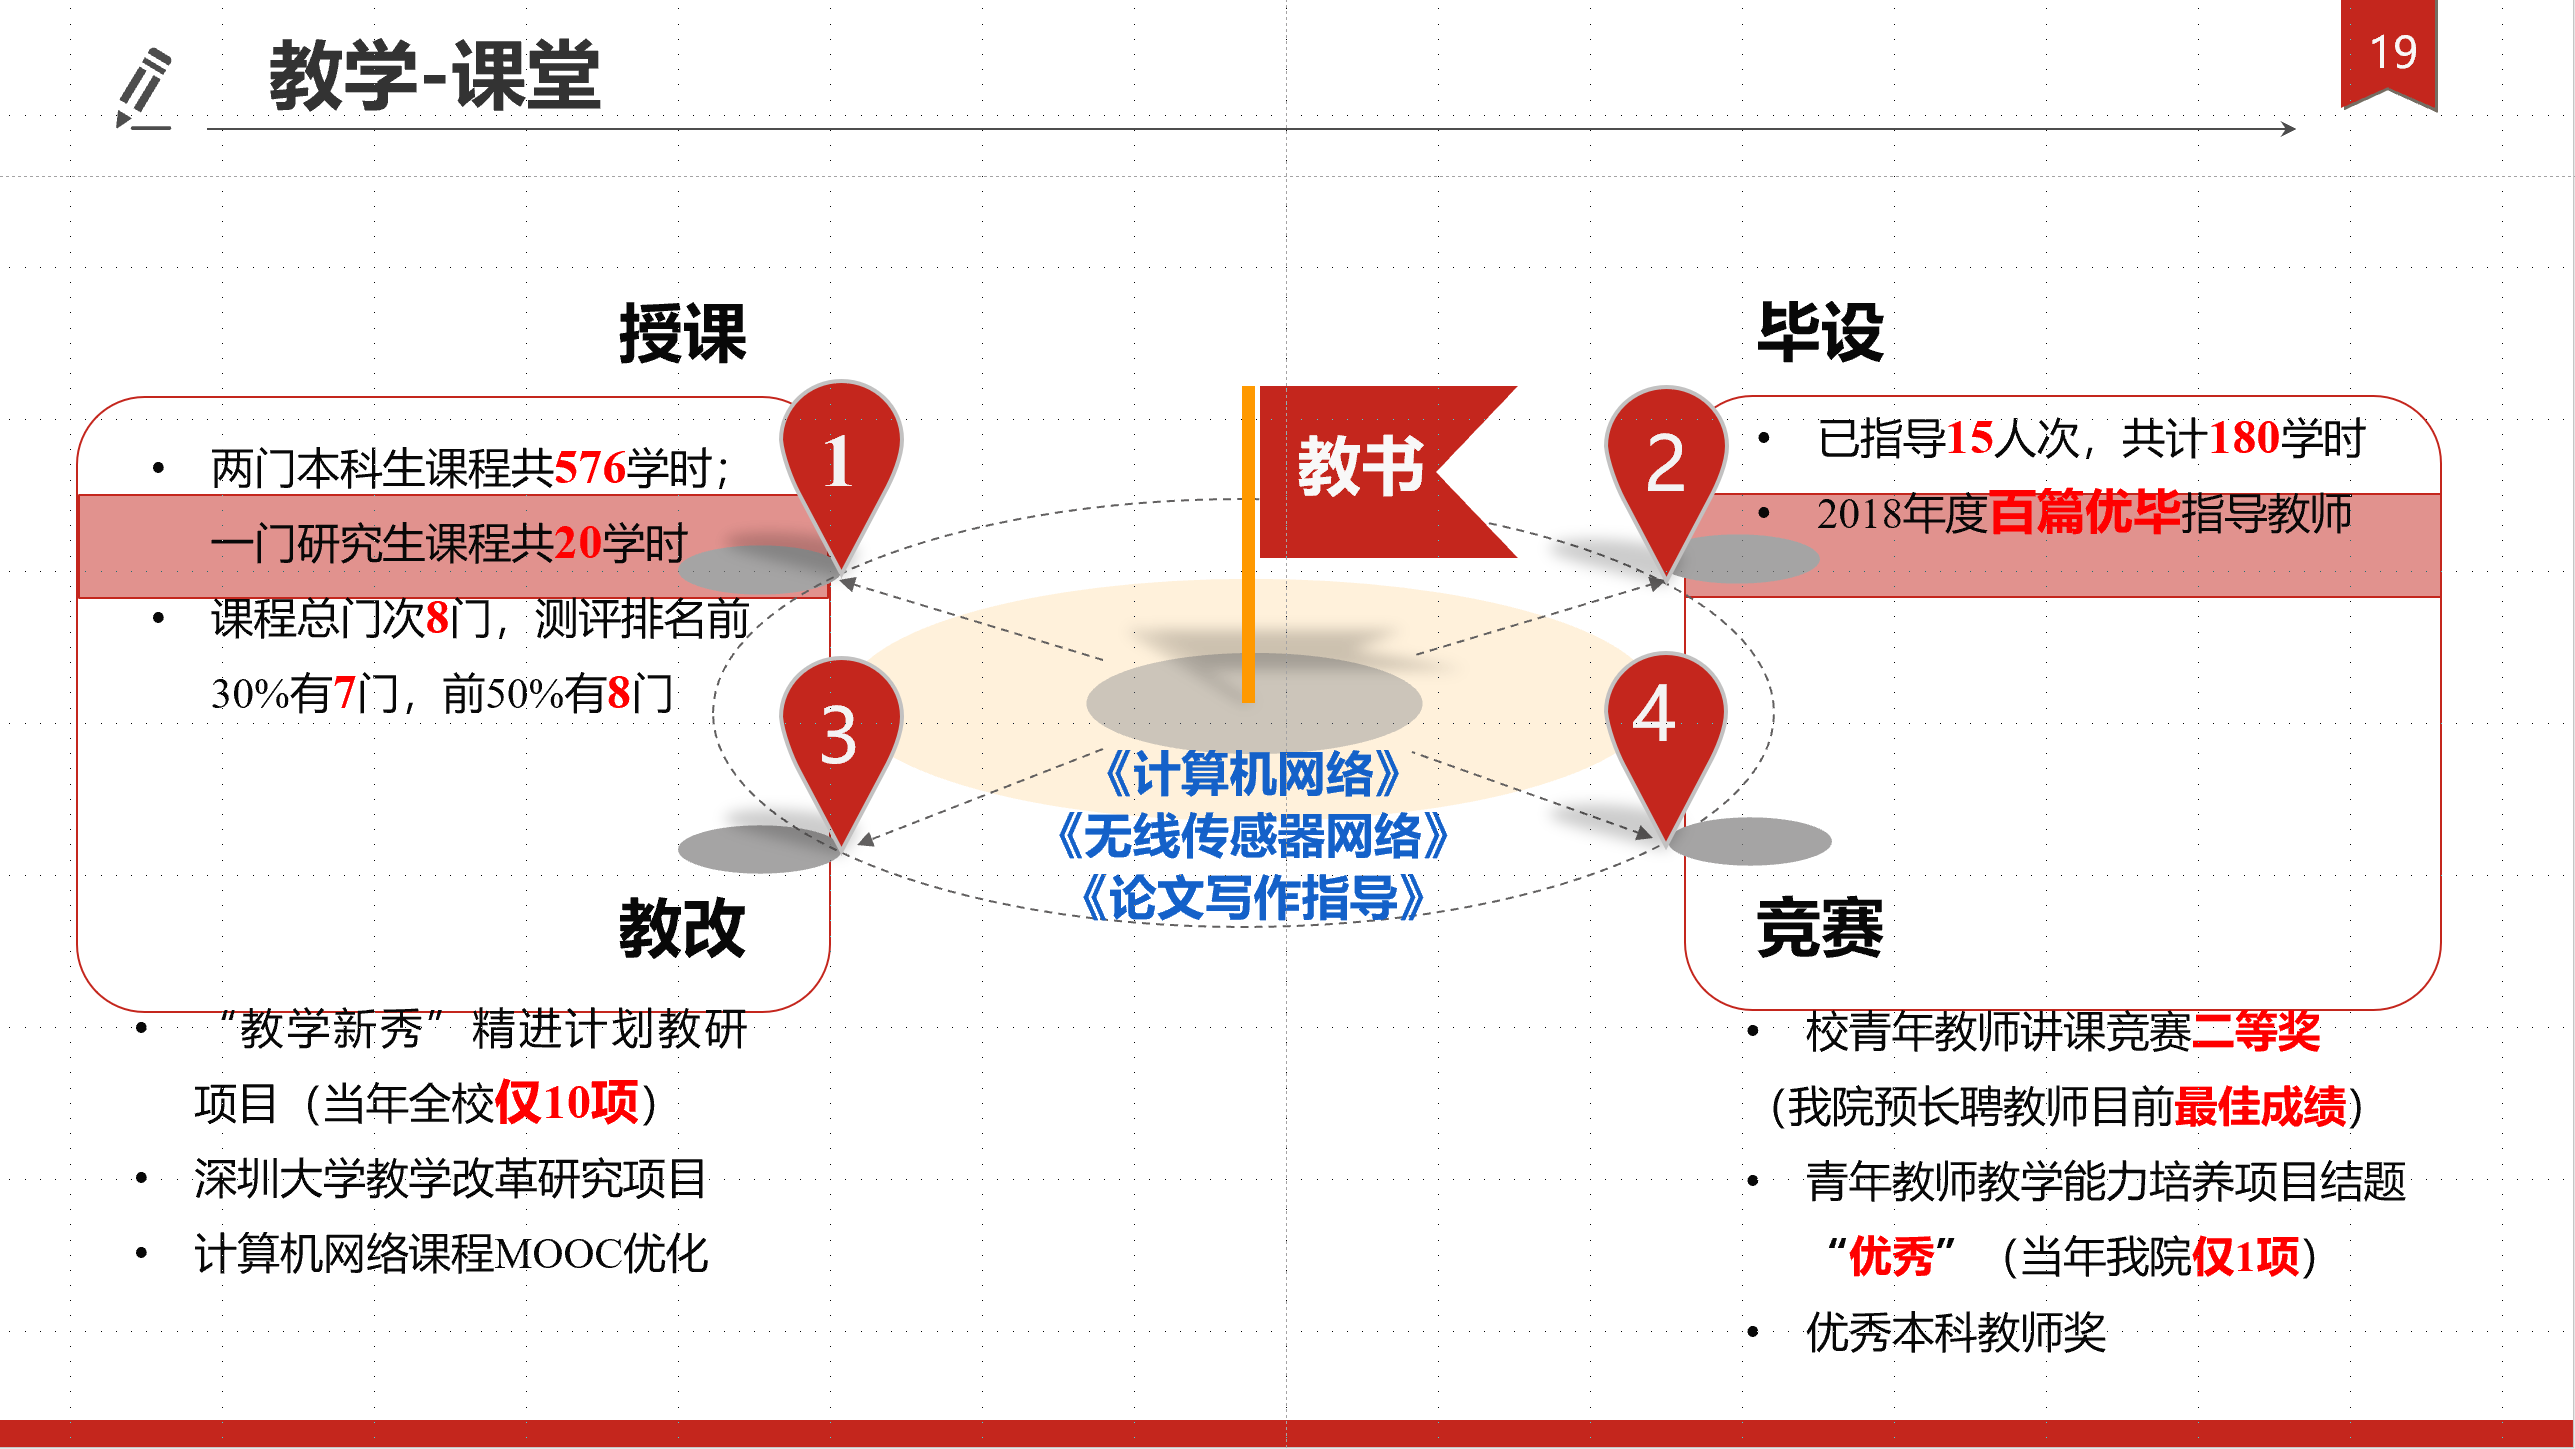 教学-课堂
19
授课
1
• 两门本科生课程共576学时；
一门研究生课程共20学时
• 课程总门次8门，测评排名前
30%有7门，前50%有8门
毕设
2
• 已指导15人次，共计180学时
• 2018年度百篇优毕指导教师
教书
《计算机网络》
《无线传感器网络》
《论文写作指导》
3
教改
• “教学新秀”精进计划教研
项目（当年全校仅10项）
• 深圳大学教学改革研究项目
• 计算机网络课程MOOC优化
4
竞赛
• 校青年教师讲课竞赛二等奖
（我院预长聘教师目前最佳成绩）
• 青年教师教学能力培养项目结题
“优秀”（当年我院仅1项）
• 优秀本科教师奖